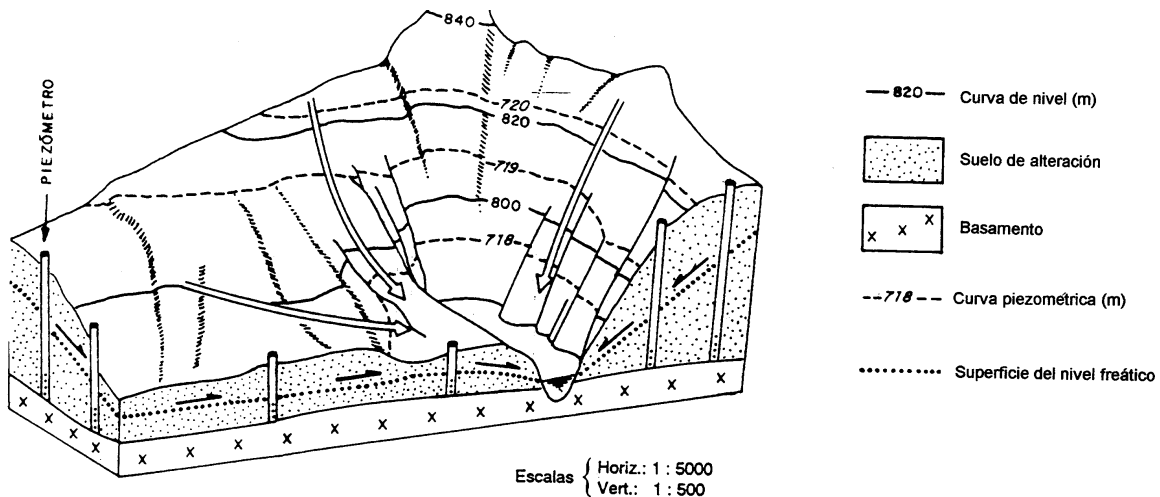 840
PIEZÓMETRO
720
820
719
800
718
820 Curva de nivel (m)
Suelo de alteración
Basamento
718 Curva piezométrica (m)
Superficie del nivel freático
Escalas { Horiz.: 1 : 5000
Vert.: 1 : 500